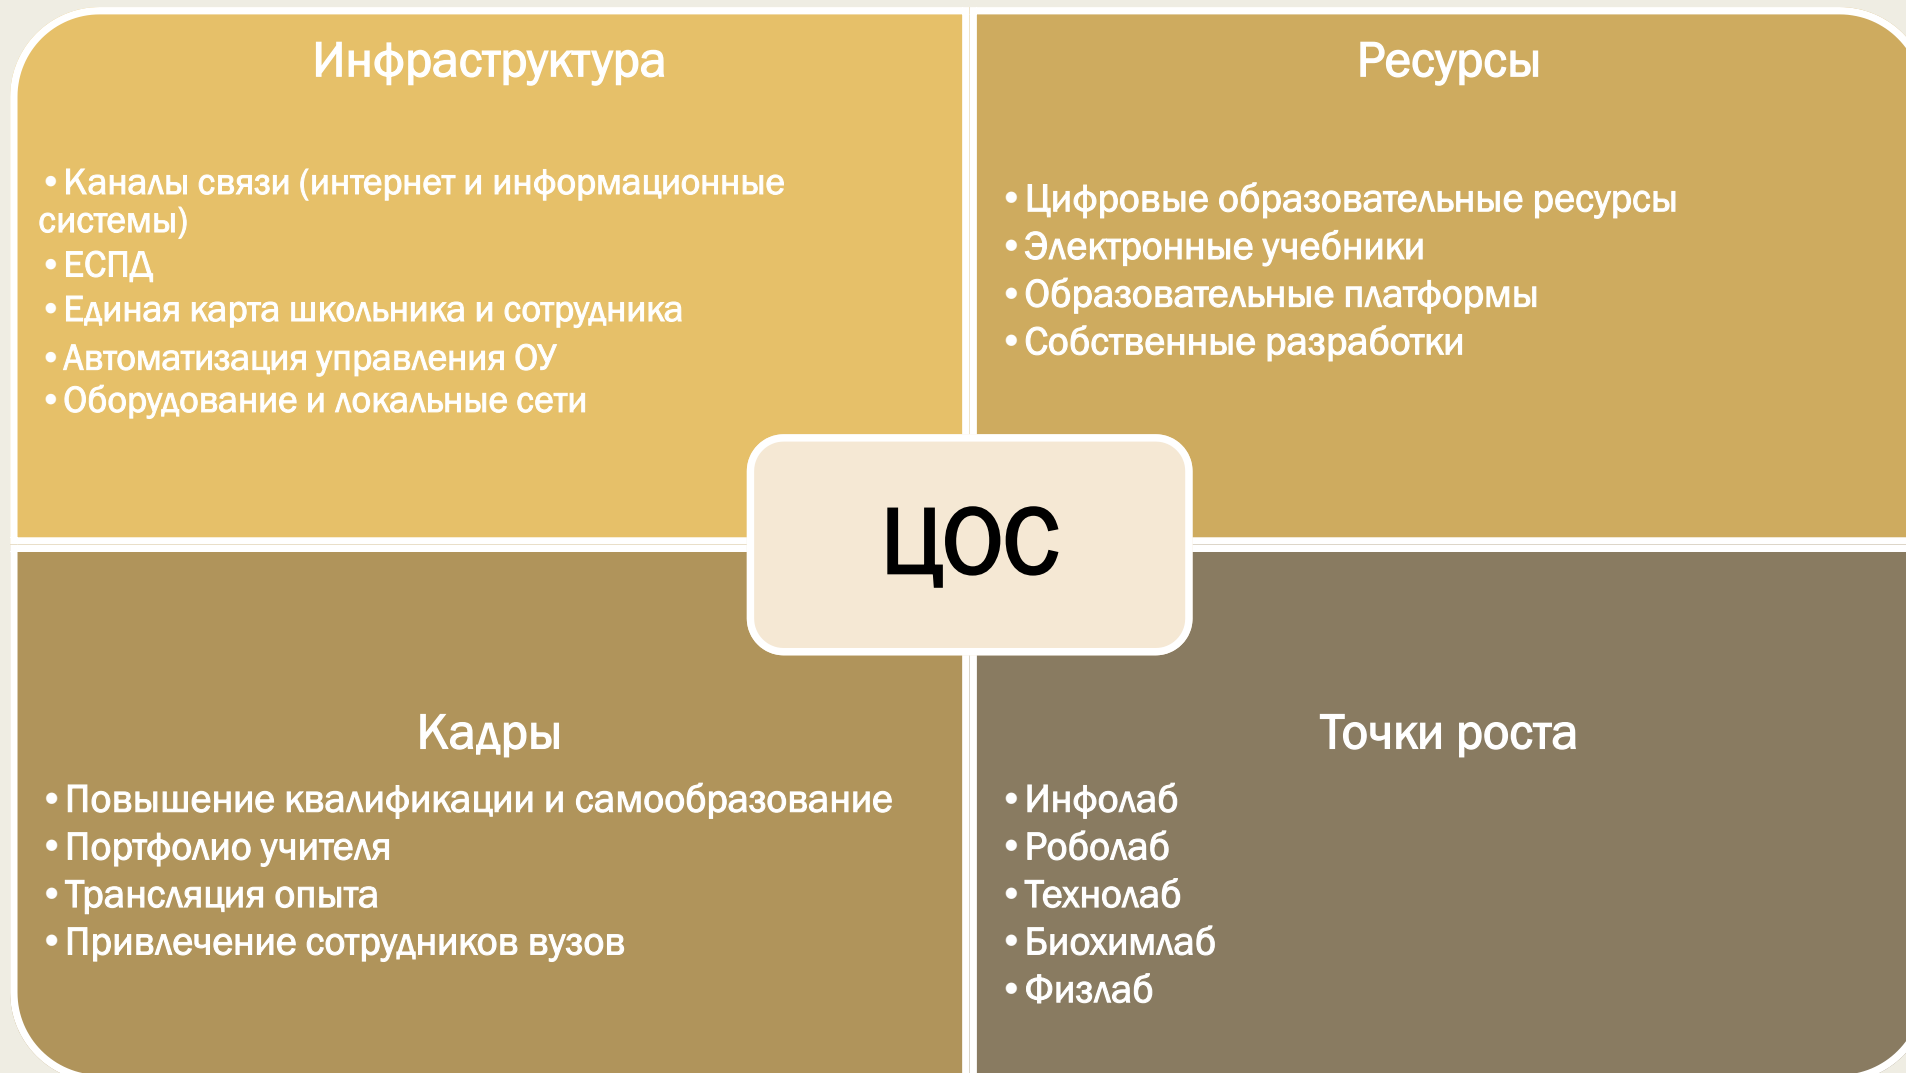 Инфраструктура
• Каналы связи (интернет и информационные
системы)
• ЕСПД
• Единая карта школьника и сотрудника
• Автоматизация управления ОУ
• Оборудование и локальные сети
Ресурсы
• Цифровые образовательные ресурсы
• Электронные учебники
• Образовательные платформы
• Собственные разработки
ЦОС
Кадры
• Повышение квалификации и самообразование
• Портфолио учителя
• Трансляция опыта
• Привлечение сотрудников вузов
Точки роста
• Инфолаб
• Роболаб
• Технолаб
• Биохимлаб
• Физлаб